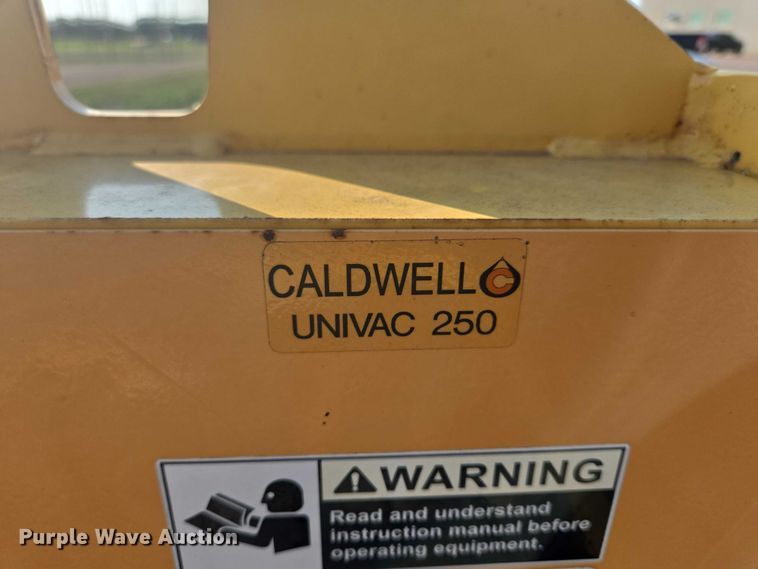 CALDWELL C
UNIVAC 250
WARNING
Read and understand
instruction manual before
operating equipment.
Purple Wave Auction